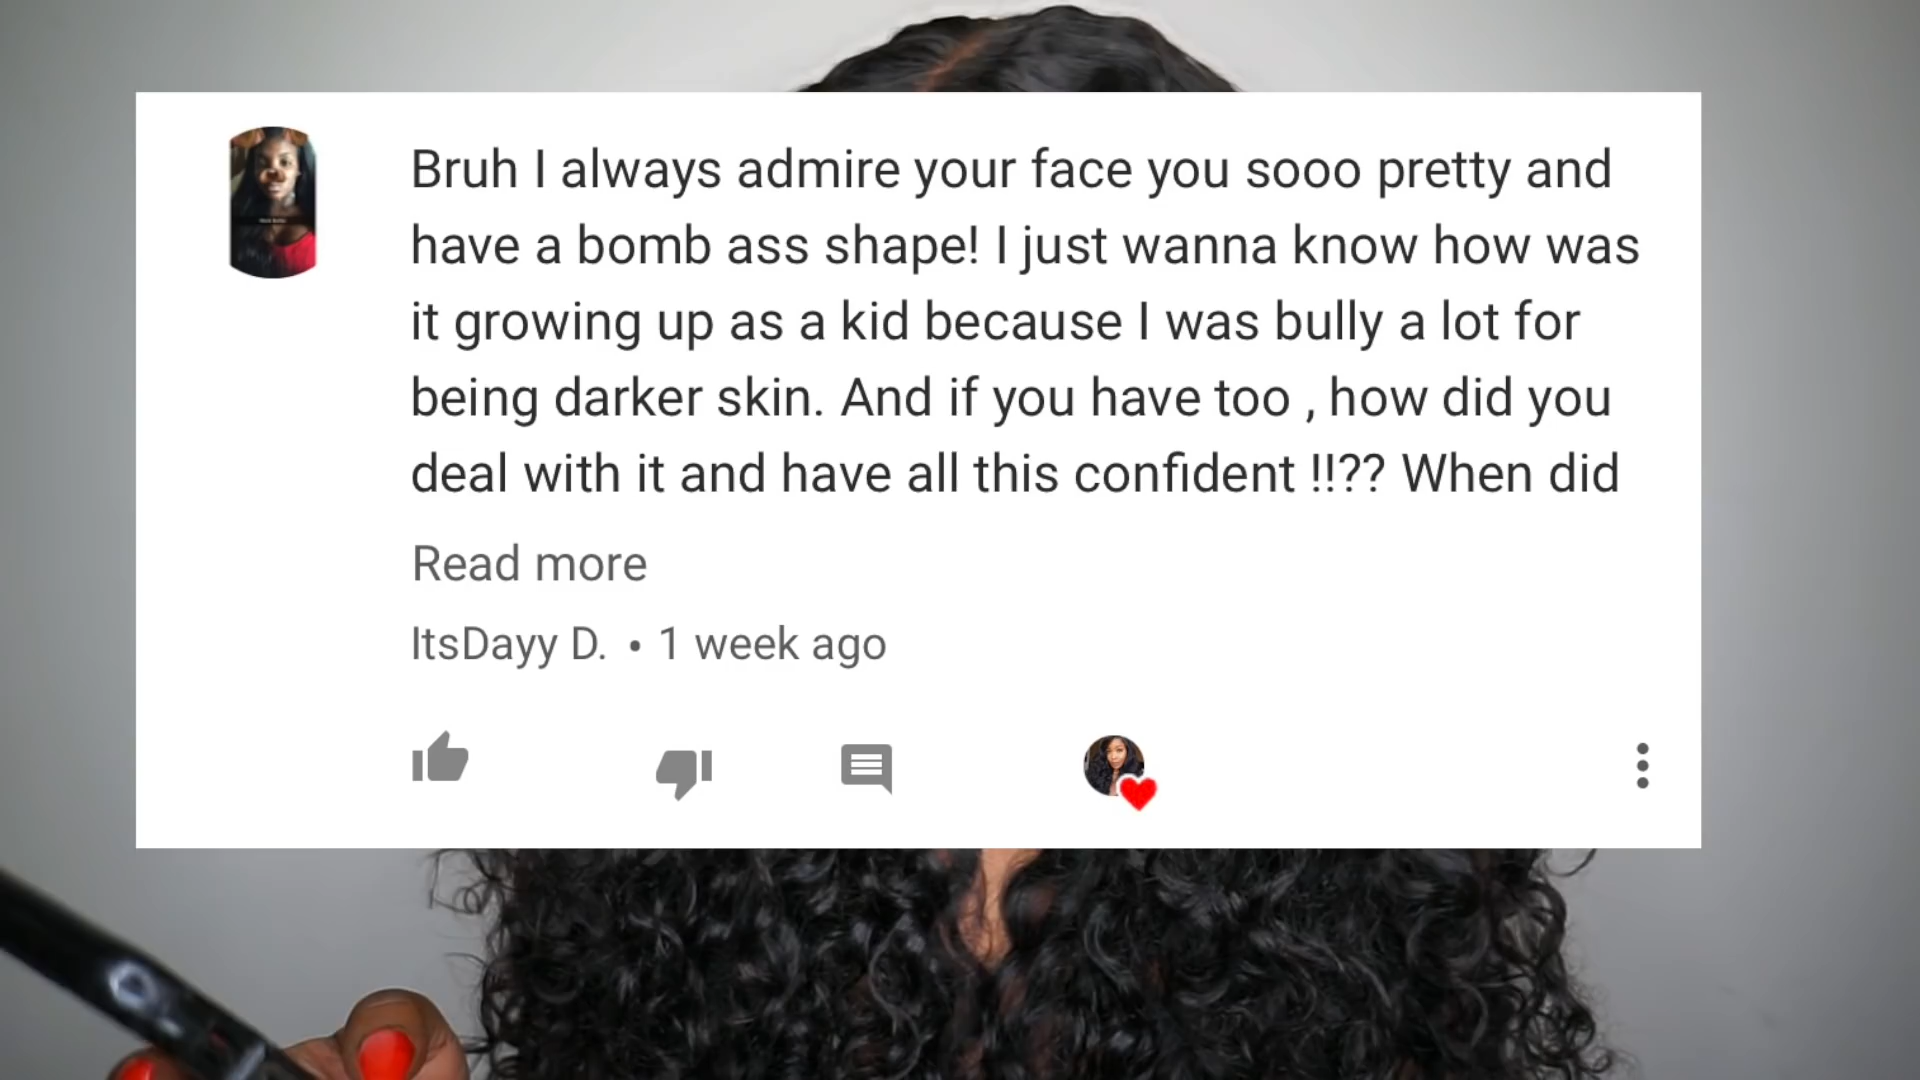 Bruh I always admire your face you sooo pretty and
have a bomb ass shape! I just wanna know how was
it growing up as a kid because I was bully a lot for
being darker skin. And if you have too , how did you
deal with it and have all this confident !!?? When did
Read more
ItsDayy D. • 1 week ago